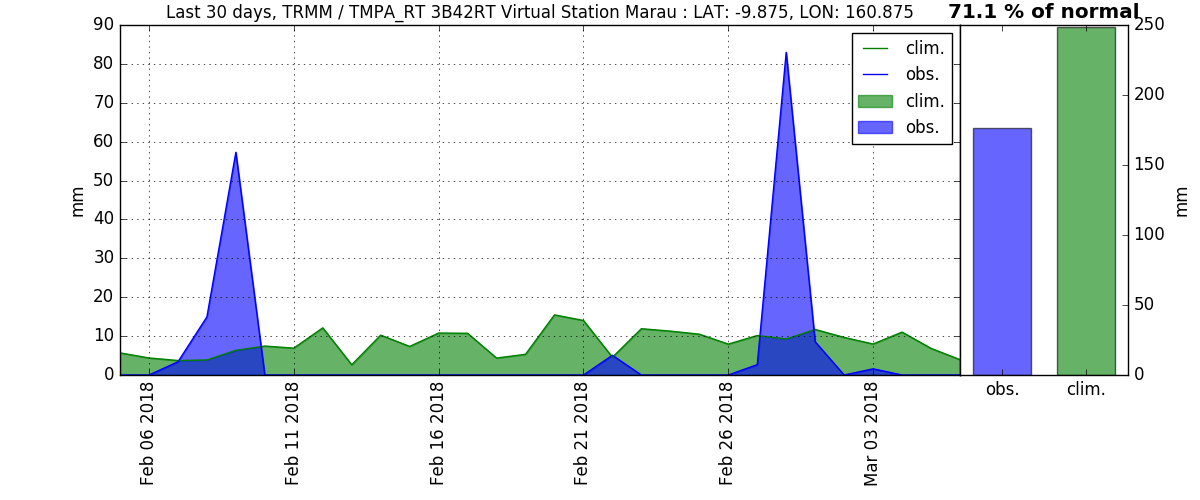 Last 30 days, TRMM / TMPA_RT 3B42RT Virtual Station Marau : LAT: -9.875, LON: 160.875
71.1 % of normal
90
80
70
60
50
40
30
20
10
0
mm
clim.
obs.
clim.
obs.
250
200
150
100
50
0
mm
obs.
clim.
Feb 06 2018
Feb 11 2018
Feb 16 2018
Feb 21 2018
Feb 26 2018
Mar 03 2018